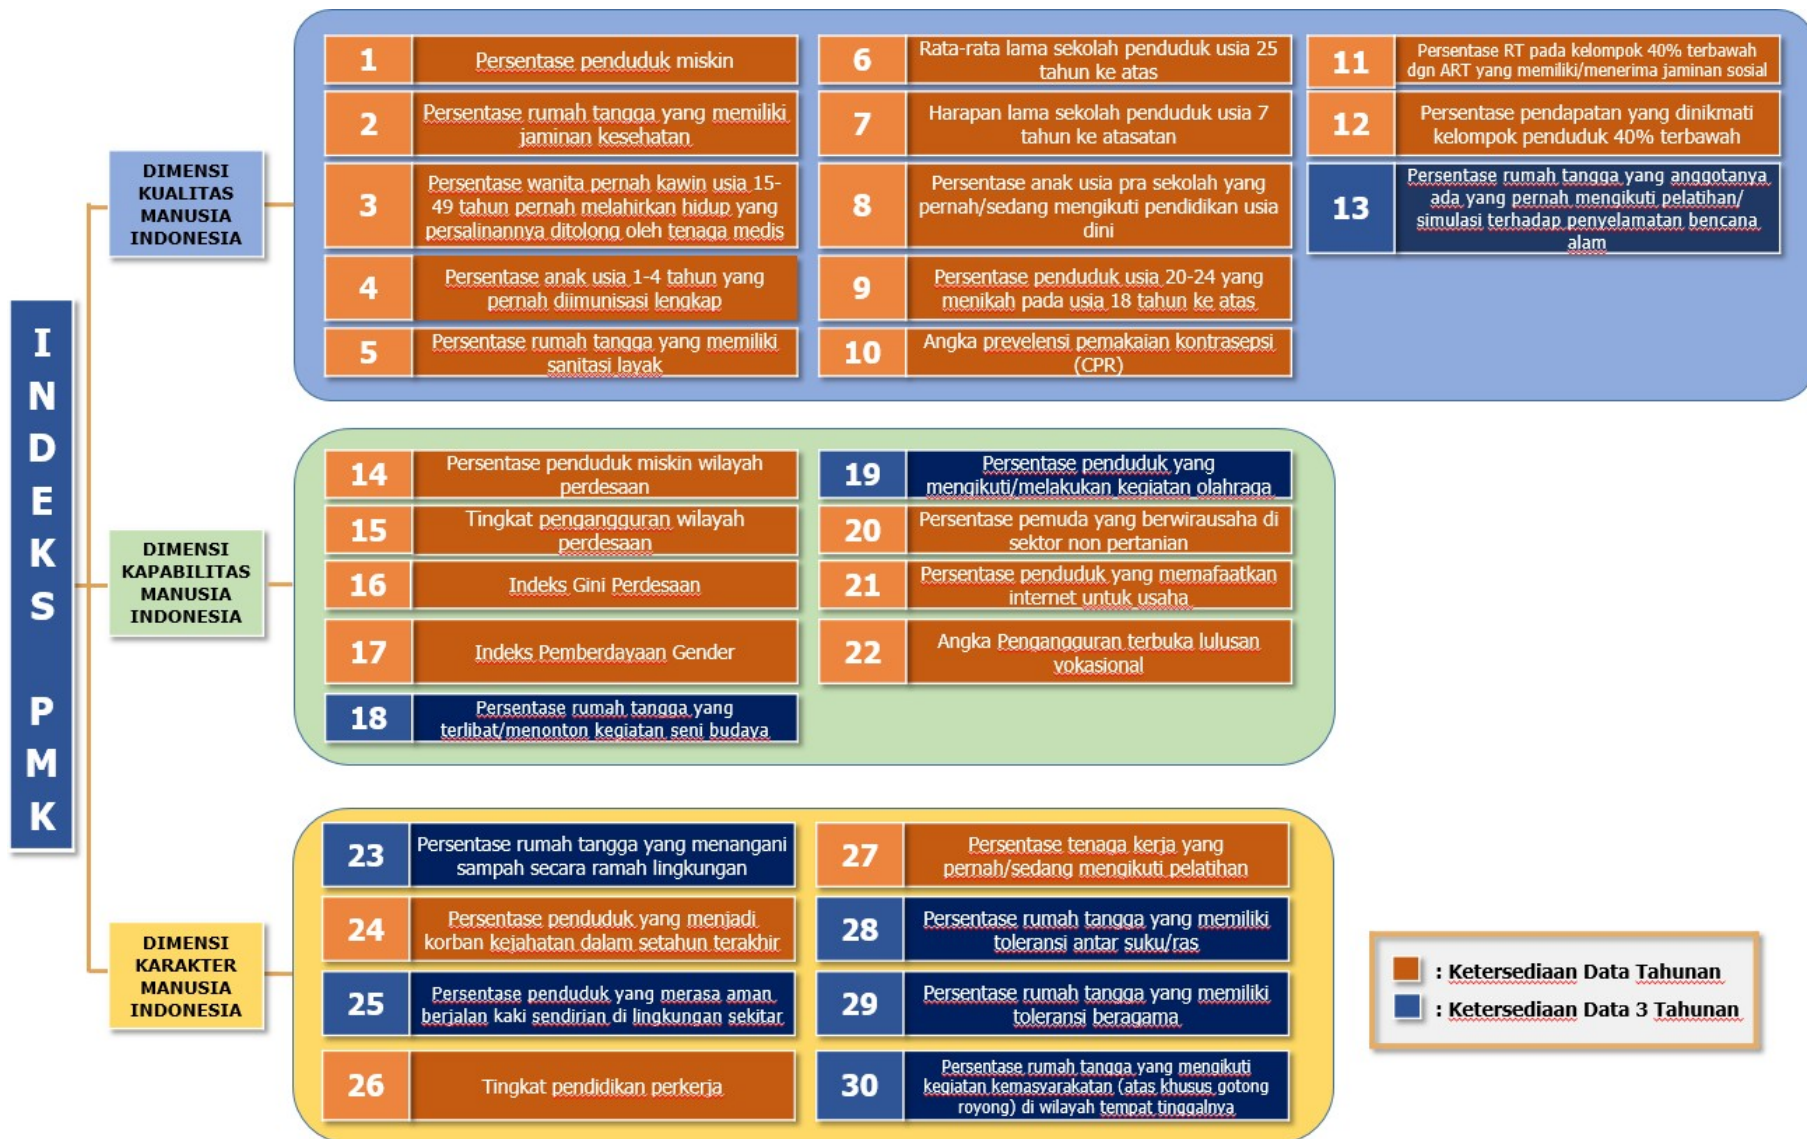 INDEKS PMK
DIMENSI
KUALITAS
MANUSIA
INDONESIA
1
Persentase penduduk miskin
2
Persentase rumah tangga yang memiliki
jaminan kesehatan
3
Persentase wanita pernah kawin usia 15-
49 tahun pernah melahirkan hidup yang
persalinannya ditolong oleh tenaga medis
4
Persentase anak usia 1-4 tahun yang
pernah diimunisasi lengkap
5
Persentase rumah tangga yang memiliki
sanitasi layak
6
Rata-rata lama sekolah penduduk usia 25
tahun ke atas
7
Harapan lama sekolah penduduk usia 7
tahun ke atasatan
8
Persentase anak usia pra sekolah yang
pernah/sedang mengikuti pendidikan usia
dini
9
Persentase penduduk usia 20-24 yang
menikah pada usia 18 tahun ke atas
10
Angka prevelensi pemakaian kontrasepsi
(CPR)
11
Persentase RT pada kelompok 40% terbawah
dgn ART yang memiliki/menerima jaminan sosial
12
Persentase pendapatan yang dinikmati
kelompok penduduk 40% terbawah
13
Persentase rumah tangga yang anggotanya
ada yang pernah mengikuti pelatihan/
simulasi terhadap penyelamatan bencana
alam
DIMENSI
KAPABILITAS
MANUSIA
INDONESIA
14
Persentase penduduk miskin wilayah
perdesaan
15
Tingkat pengangguran wilayah
perdesaan
16
Indeks Gini Perdesaan
17
Indeks Pemberdayaan Gender
18
Persentase rumah tangga yang
terlibat/menonton kegiatan seni budaya
19
Persentase penduduk yang
mengikuti/melakukan kegiatan olahraga
20
Persentase pemuda yang berwirausaha di
sektor non pertanian
21
Persentase penduduk yang memafaatkan
internet untuk usaha
22
Angka Pengangguran terbuka lulusan
vokasional
DIMENSI
KARAKTER
MANUSIA
INDONESIA
23
Persentase rumah tangga yang menangani
sampah secara ramah lingkungan
24
Persentase penduduk yang menjadi
korban kejahatan dalam setahun terakhir
25
Persentase penduduk yang merasa aman
berjalan kaki sendirian di lingkungan sekitar
26
Tingkat pendidikan perkerja
27
Persentase tenaga kerja yang
pernah/sedang mengikuti pelatihan
28
Persentase rumah tangga yang memiliki
toleransi antar suku/ras
29
Persentase rumah tangga yang memiliki
toleransi beragama
30
Persentase rumah tangga yang mengikuti
kegiatan kemasyarakatan (atas khusus gotong
royong) di wilayah tempat tinggalnya
: Ketersediaan Data Tahunan
: Ketersediaan Data 3 Tahunan